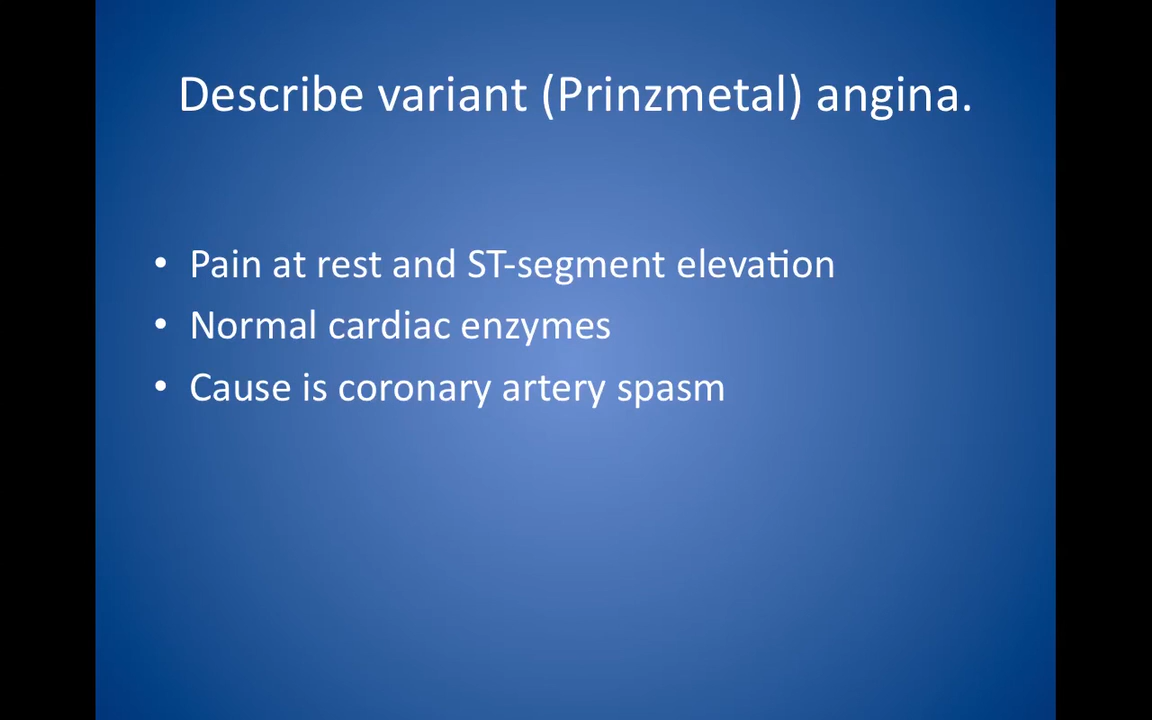 Describe variant (Prinzmetal) angina.
• Pain at rest and ST-segment elevation
• Normal cardiac enzymes
• Cause is coronary artery spasm